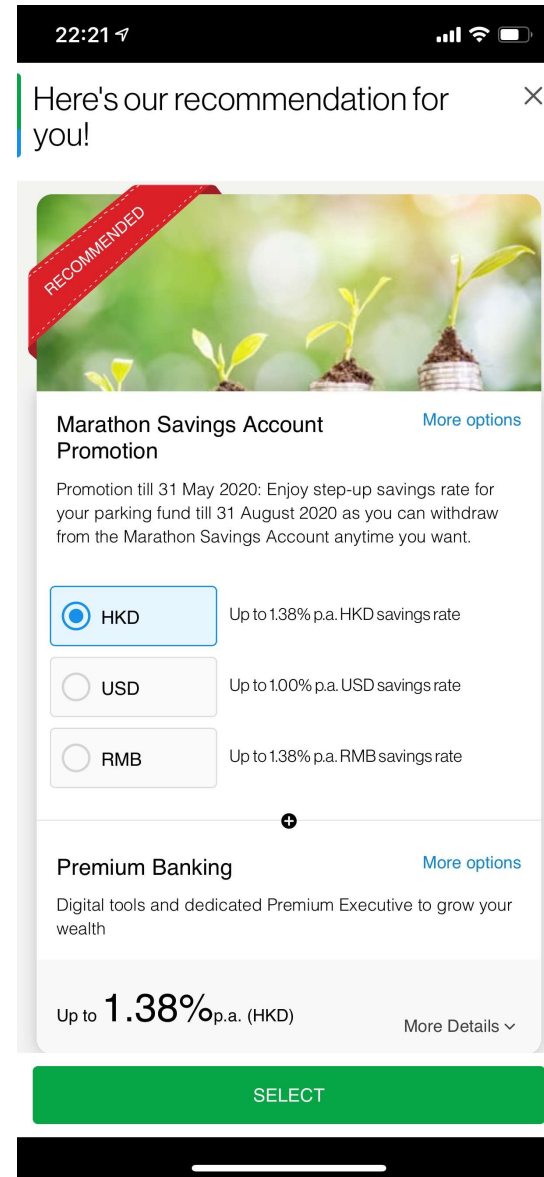 22:21
Here's our recommendation for
you!
RECOMMENDED
Marathon Savings Account
Promotion
More options
Promotion till 31 May 2020: Enjoy step-up savings rate for
your parking fund till 31 August 2020 as you can withdraw
from the Marathon Savings Account anytime you want.
HKD
Up to 1.38% p.a. HKD savings rate
USD
Up to 1.00% p.a. USD savings rate
RMB
Up to 1.38% p.a. RMB savings rate
Premium Banking
More options
Digital tools and dedicated Premium Executive to grow your
wealth
Up to 1.38% p.a. (HKD)
More Details
SELECT